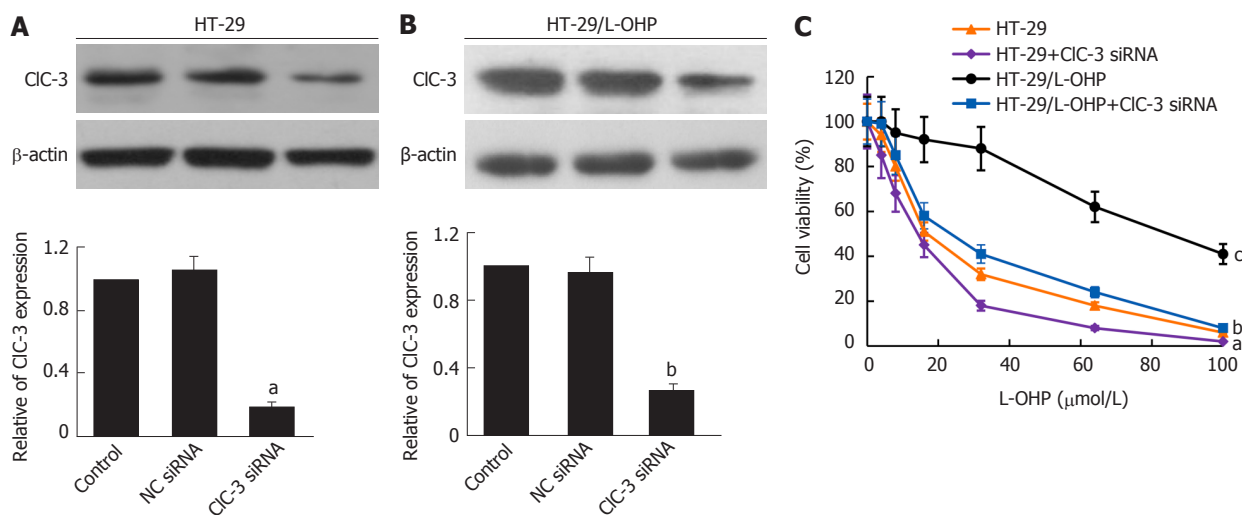 A
HT-29
ClC-3
β-actin
Relative of ClC-3 expression
1.2
0.8
0.4
0
a
Control
NC siRNA
ClC-3 siRNA
B
HT-29/L-OHP
ClC-3
β-actin
Relative of ClC-3 expression
1.2
0.8
0.4
0
b
Control
NC siRNA
ClC-3 siRNA
C
HT-29
HT-29+ClC-3 siRNA
HT-29/L-OHP
HT-29/L-OHP+ClC-3 siRNA
Cell viability (%)
120
100
80
60
40
20
0
c
b
a
0 20 40 60 80 100
L-OHP (μmol/L)